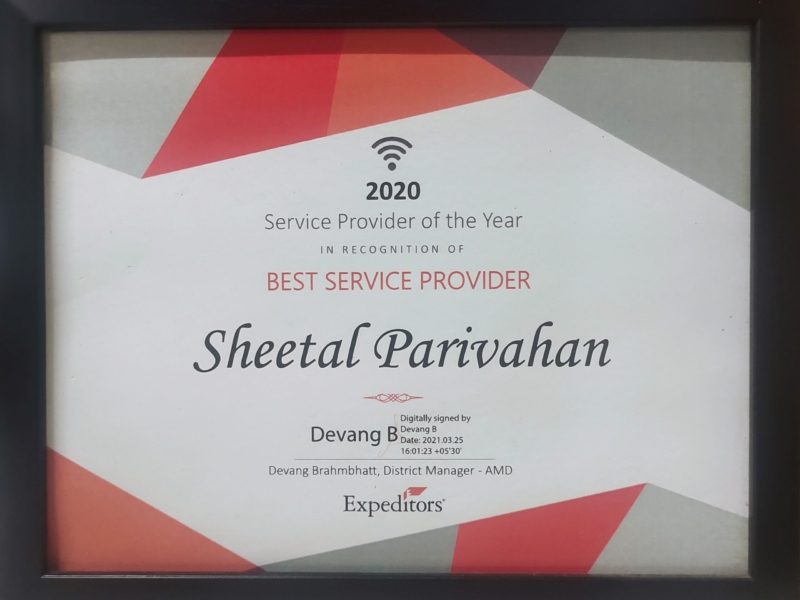 2020
Service Provider of the Year
IN RECOGNITION OF
BEST SERVICE PROVIDER
Sheetal Parivahan
Devang B
Digitally signed by
Devang B
Date: 2021.03.25
16:01:23 +05'30'
Devang Brahmbhatt, District Manager - AMD
Expeditors®